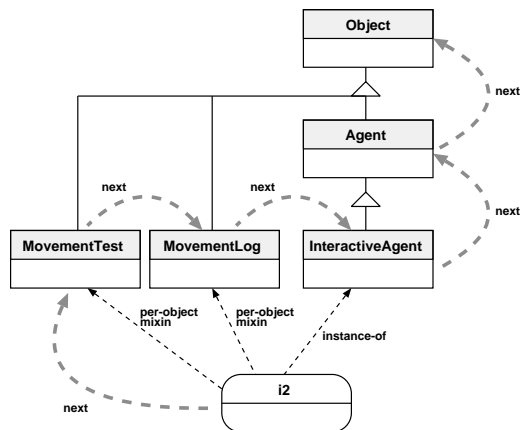 Object
next
Agent
next
next
next
MovementTest
MovementLog
InteractiveAgent
per-object
mixin
per-object
mixin
instance-of
i2
next